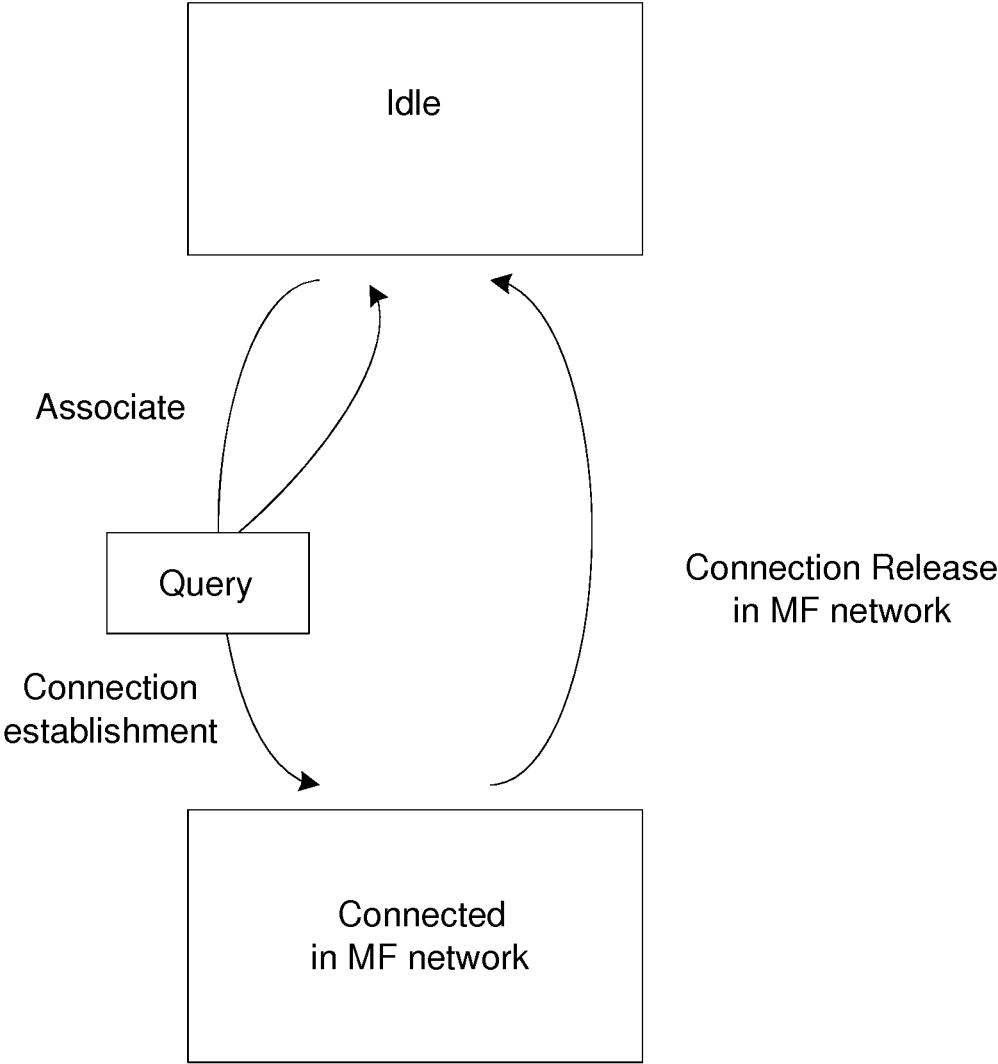 Idle
Associate
Query
Connection Release
in MF network
Connection
establishment
Connected
in MF network